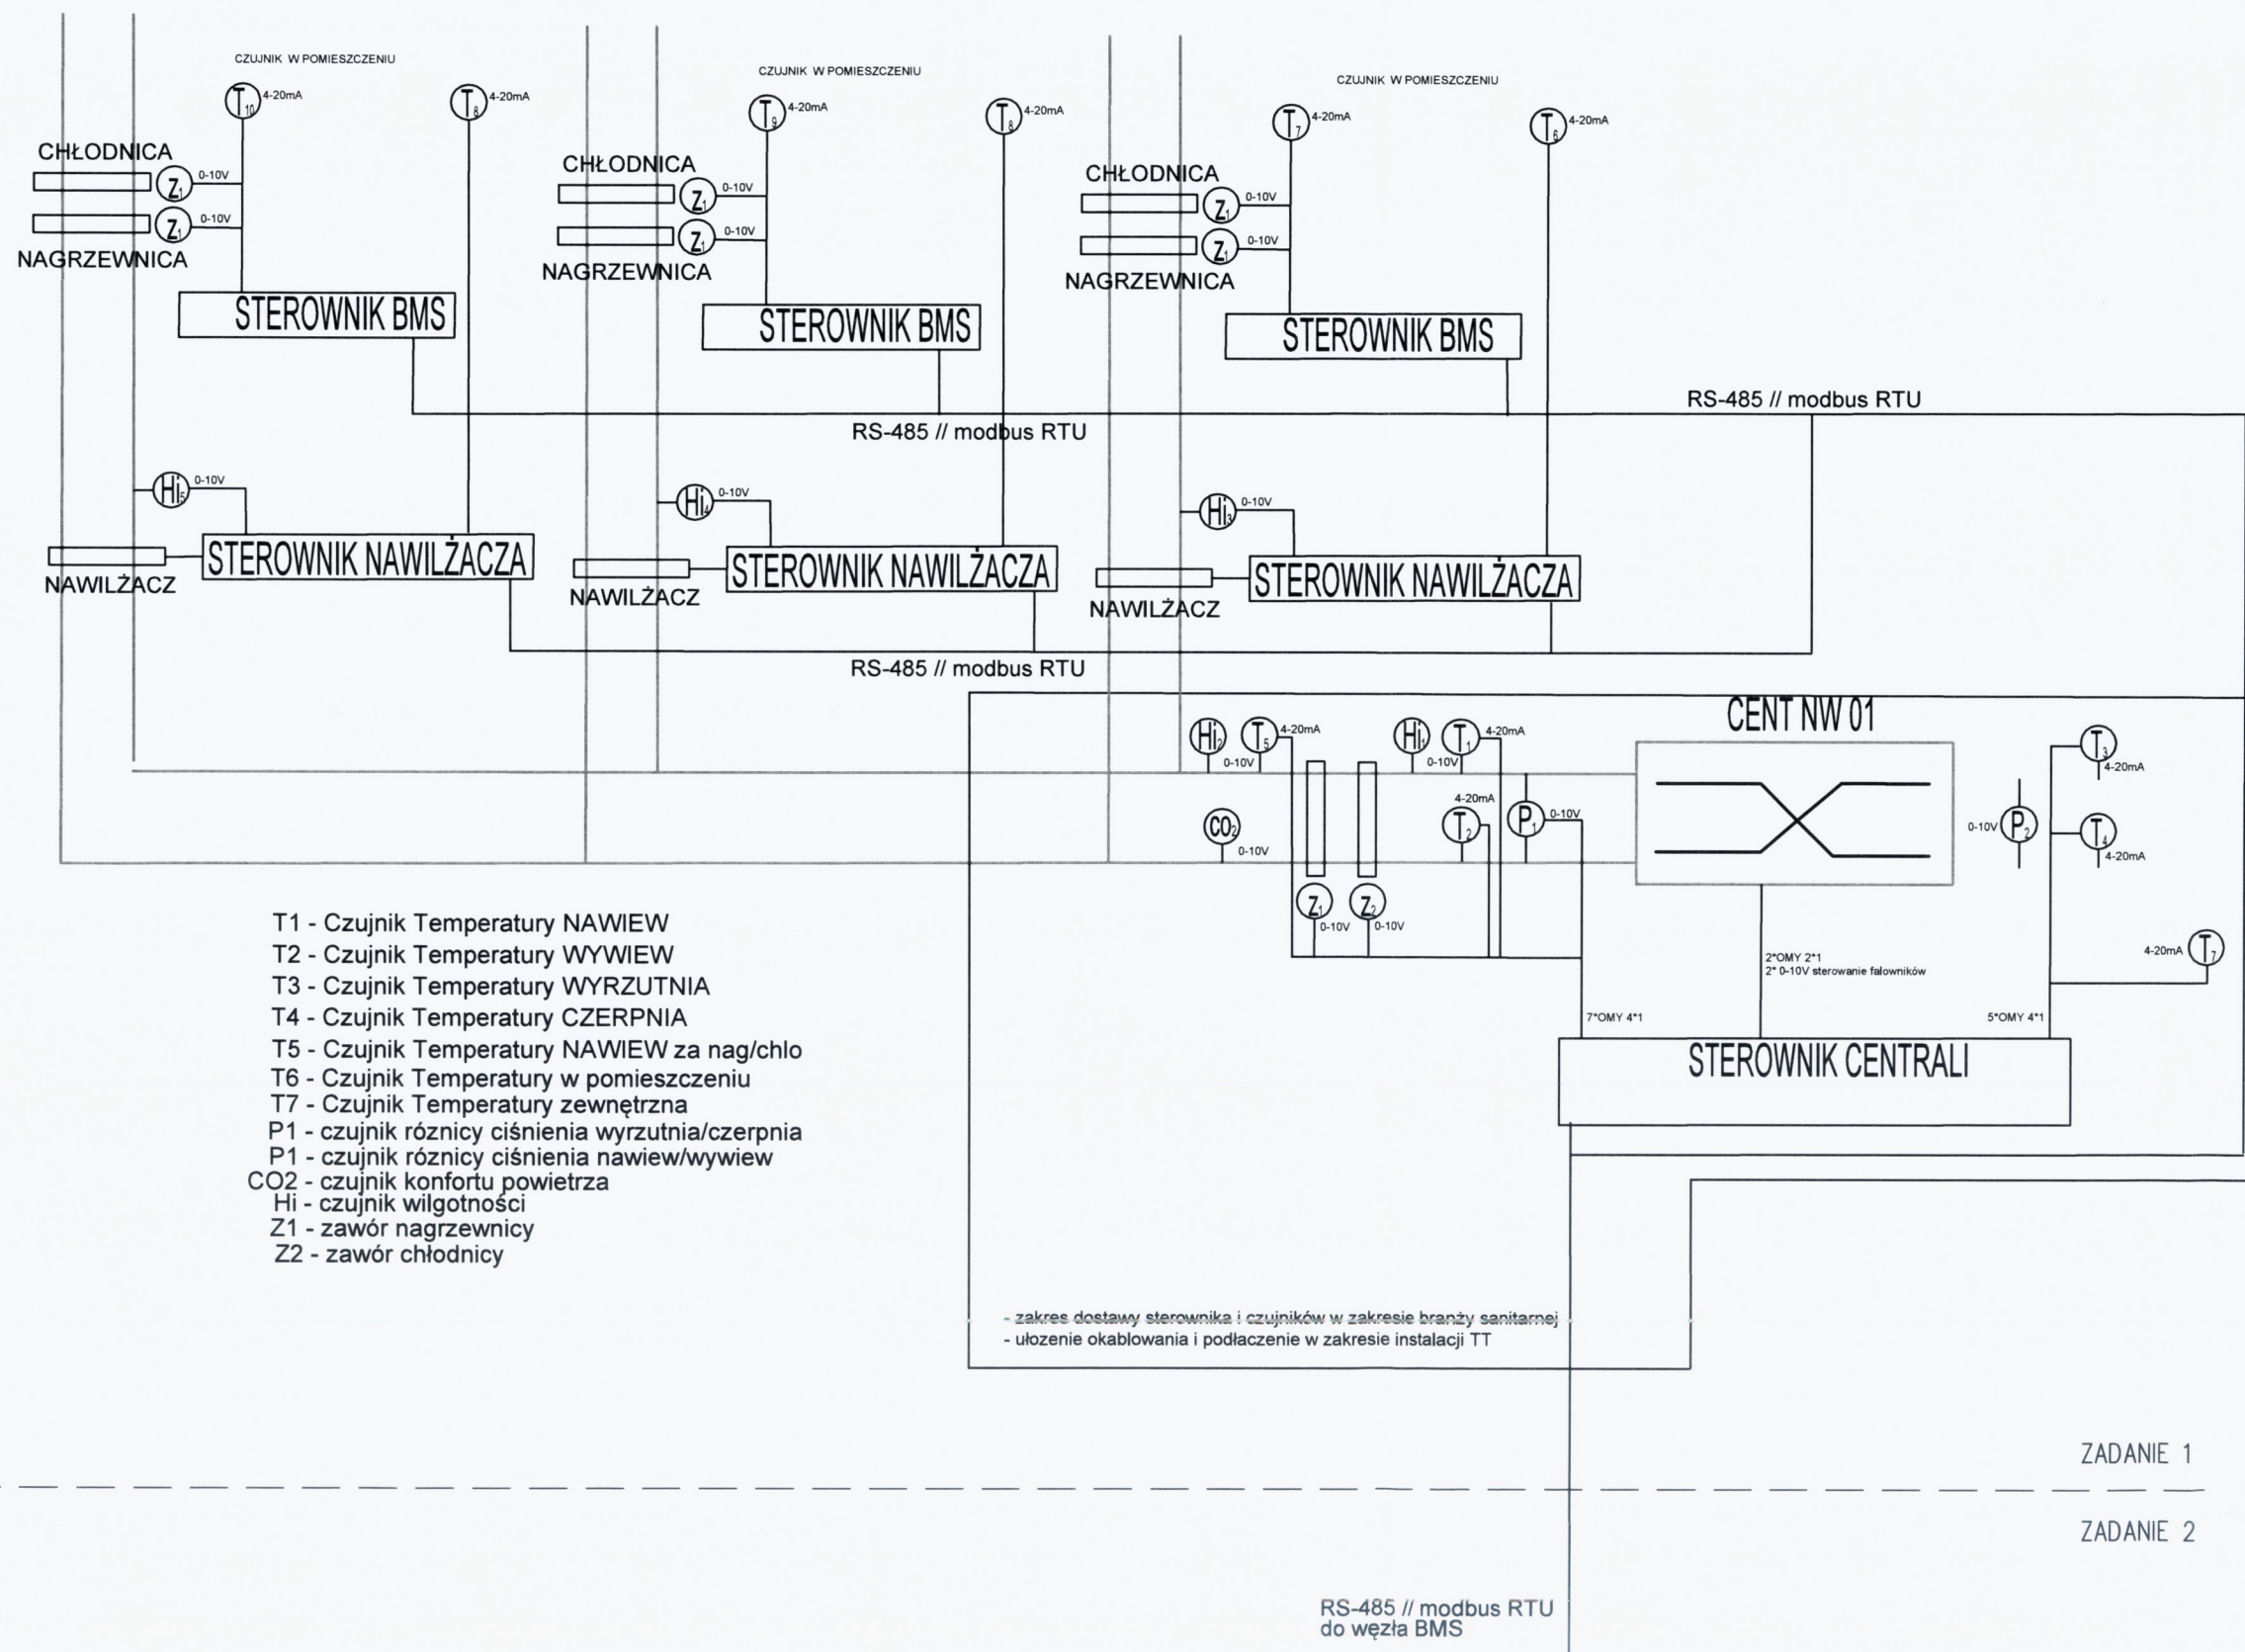 CZUJNIK W POMIESZCZENIU
CZUJNIK W POMIESZCZENIU
CZUJNIK W POMIESZCZENIU
T10 4-20mA
T8 4-20mA
T9 4-20mA
T8 4-20mA
T7 4-20mA
T6 4-20mA
CHŁODNICA
Z1 0-10V
Z1 0-10V
NAGRZEWNICA
STEROWNIK BMS
CHŁODNICA
Z1 0-10V
Z1 0-10V
NAGRZEWNICA
STEROWNIK BMS
CHŁODNICA
Z1 0-10V
Z1 0-10V
NAGRZEWNICA
STEROWNIK BMS
RS-485 // modbus RTU
RS-485 // modbus RTU
Hi5 0-10V
STEROWNIK NAWILŻACZA
NAWILŻACZ
Hi4 0-10V
STEROWNIK NAWILŻACZA
NAWILŻACZ
Hi3 0-10V
STEROWNIK NAWILŻACZA
NAWILŻACZ
RS-485 // modbus RTU
CENT NW 01
Hi2
T5 4-20mA
0-10V
Hi1
T1 4-20mA
0-10V
CO2
0-10V
4-20mA
T2
P1 0-10V
Z1
0-10V
Z2
0-10V
T3
4-20mA
0-10V P2
T4
4-20mA
4-20mA T7
2*OMY 2*1
2* 0-10V sterowanie falowników
7*OMY 4*1
5*OMY 4*1
STEROWNIK CENTRALI
T1 - Czujnik Temperatury NAWIEW
T2 - Czujnik Temperatury WYWIEW
T3 - Czujnik Temperatury WYRZUTNIA
T4 - Czujnik Temperatury CZERPNIA
T5 - Czujnik Temperatury NAWIEW za nag/chlo
T6 - Czujnik Temperatury w pomieszczeniu
T7 - Czujnik Temperatury zewnętrzna
P1 - czujnik róznicy ciśnienia wyrzutnia/czerpnia
P1 - czujnik róznicy ciśnienia nawiew/wywiew
CO2 - czujnik konfortu powietrza
Hi - czujnik wilgotności
Z1 - zawór nagrzewnicy
Z2 - zawór chłodnicy
- zakres dostawy sterownika i czujników w zakresie branży sanitarnej
- ułozenie okablowania i podłaczenie w zakresie instalacji TT
ZADANIE 1
ZADANIE 2
RS-485 // modbus RTU
do węzła BMS